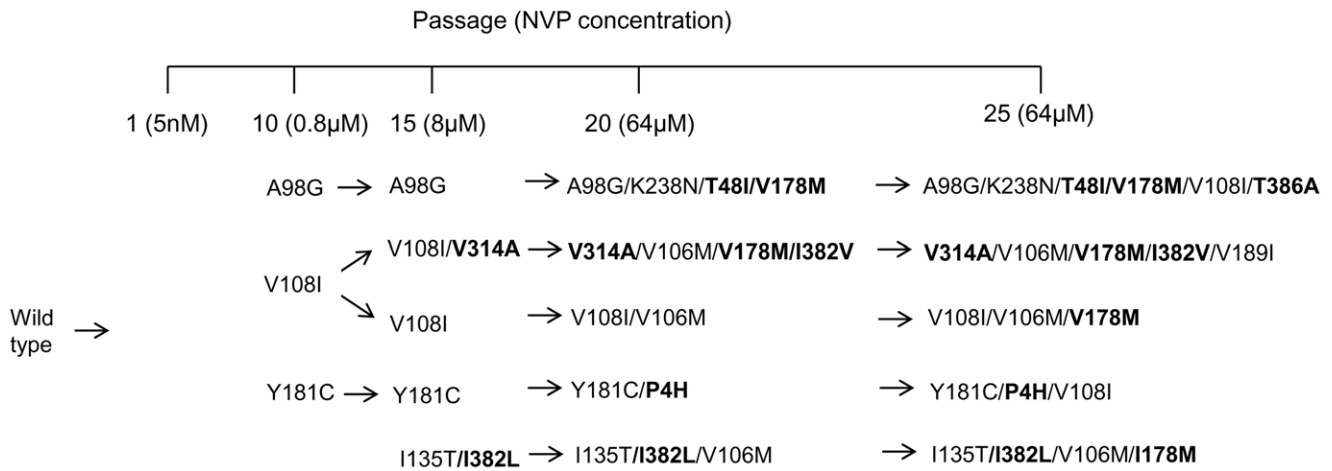 Passage (NVP concentration)
1 (5nM) 10 (0.8µM) 15 (8µM) 20 (64µM) 25 (64µM)
A98G → A98G → A98G/K238N/T48I/V178M → A98G/K238N/T48I/V178M/V108I/T386A
V108I/V314A → V314A/V106M/V178M/I382V → V314A/V106M/V178M/I382V/V189I
V108I
Wild type →
V108I → V108I/V106M → V108I/V106M/V178M
Y181C → Y181C → Y181C/P4H → Y181C/P4H/V108I
I135T/I382L → I135T/I382L/V106M → I135T/I382L/V106M/I178M